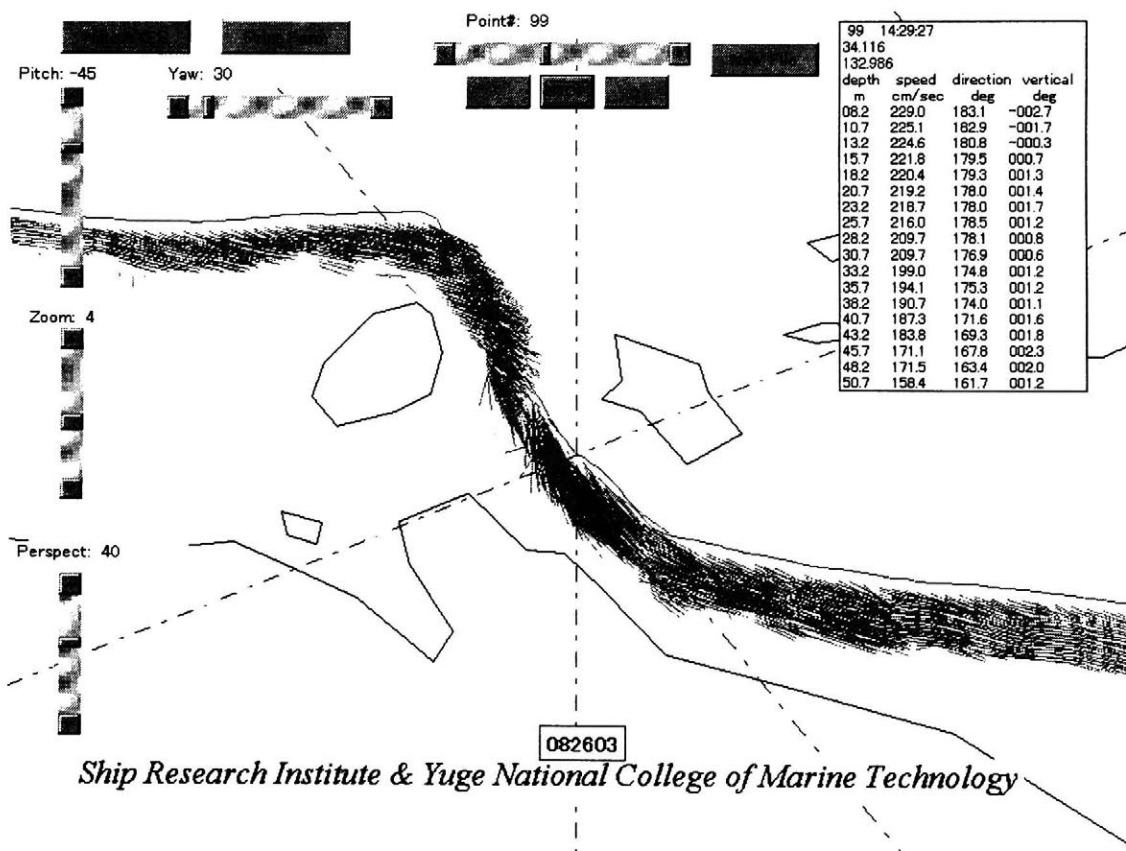 Point#: 99
Pitch: -45
Yaw: 30
Zoom: 4
Perspect: 40
99 14:29:27
34.116
132.986
depth speed direction vertical
m cm/sec deg deg
08.2 229.0 183.1 -002.7
10.7 225.1 182.9 -001.7
13.2 224.6 180.8 -000.3
15.7 221.8 179.5 000.7
18.2 220.4 179.3 001.3
20.7 219.2 178.0 001.4
23.2 218.7 178.0 001.7
25.7 216.0 178.5 001.2
28.2 209.7 178.1 000.8
30.7 209.7 176.9 000.6
33.2 199.0 174.8 001.2
35.7 194.1 175.3 001.2
38.2 190.7 174.0 001.1
40.7 187.3 171.6 001.6
43.2 183.8 169.3 001.8
45.7 171.1 167.8 002.3
48.2 171.5 163.4 002.0
50.7 158.4 161.7 001.2
082603
Ship Research Institute & Yuge National College of Marine Technology